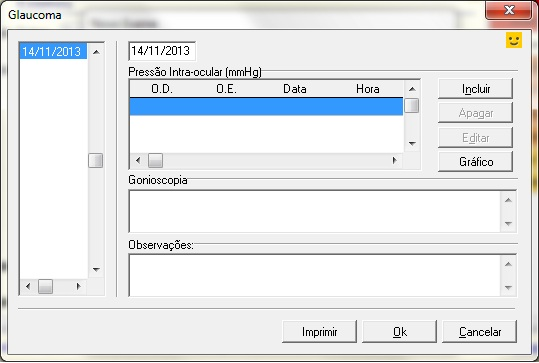 Glaucoma
14/11/2013
14/11/2013
Pressão Intra-ocular (mmHg)
O.D. O.E. Data Hora
Incluir
Apagar
Editar
Gráfico
Gonioscopia
Observações:
Imprimir Ok Cancelar